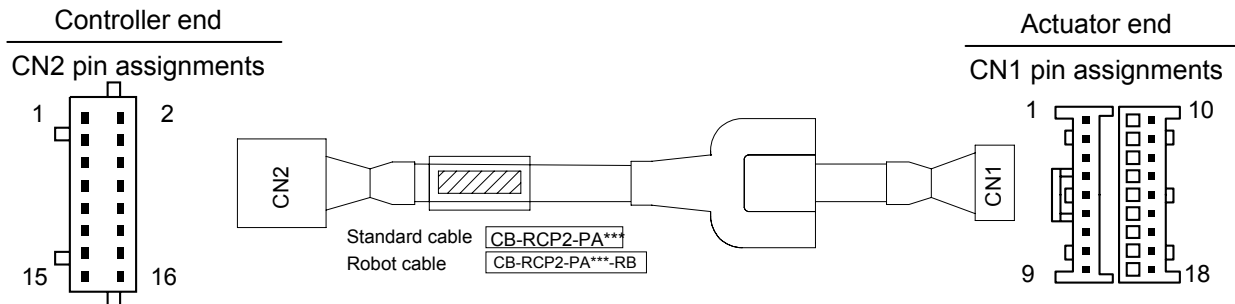 Controller end
CN2 pin assignments
1 2
15 16
CN2
Standard cable CB-RCP2-PA***
Robot cable CB-RCP2-PA***-RB
CN1
Actuator end
CN1 pin assignments
1 10
9 18